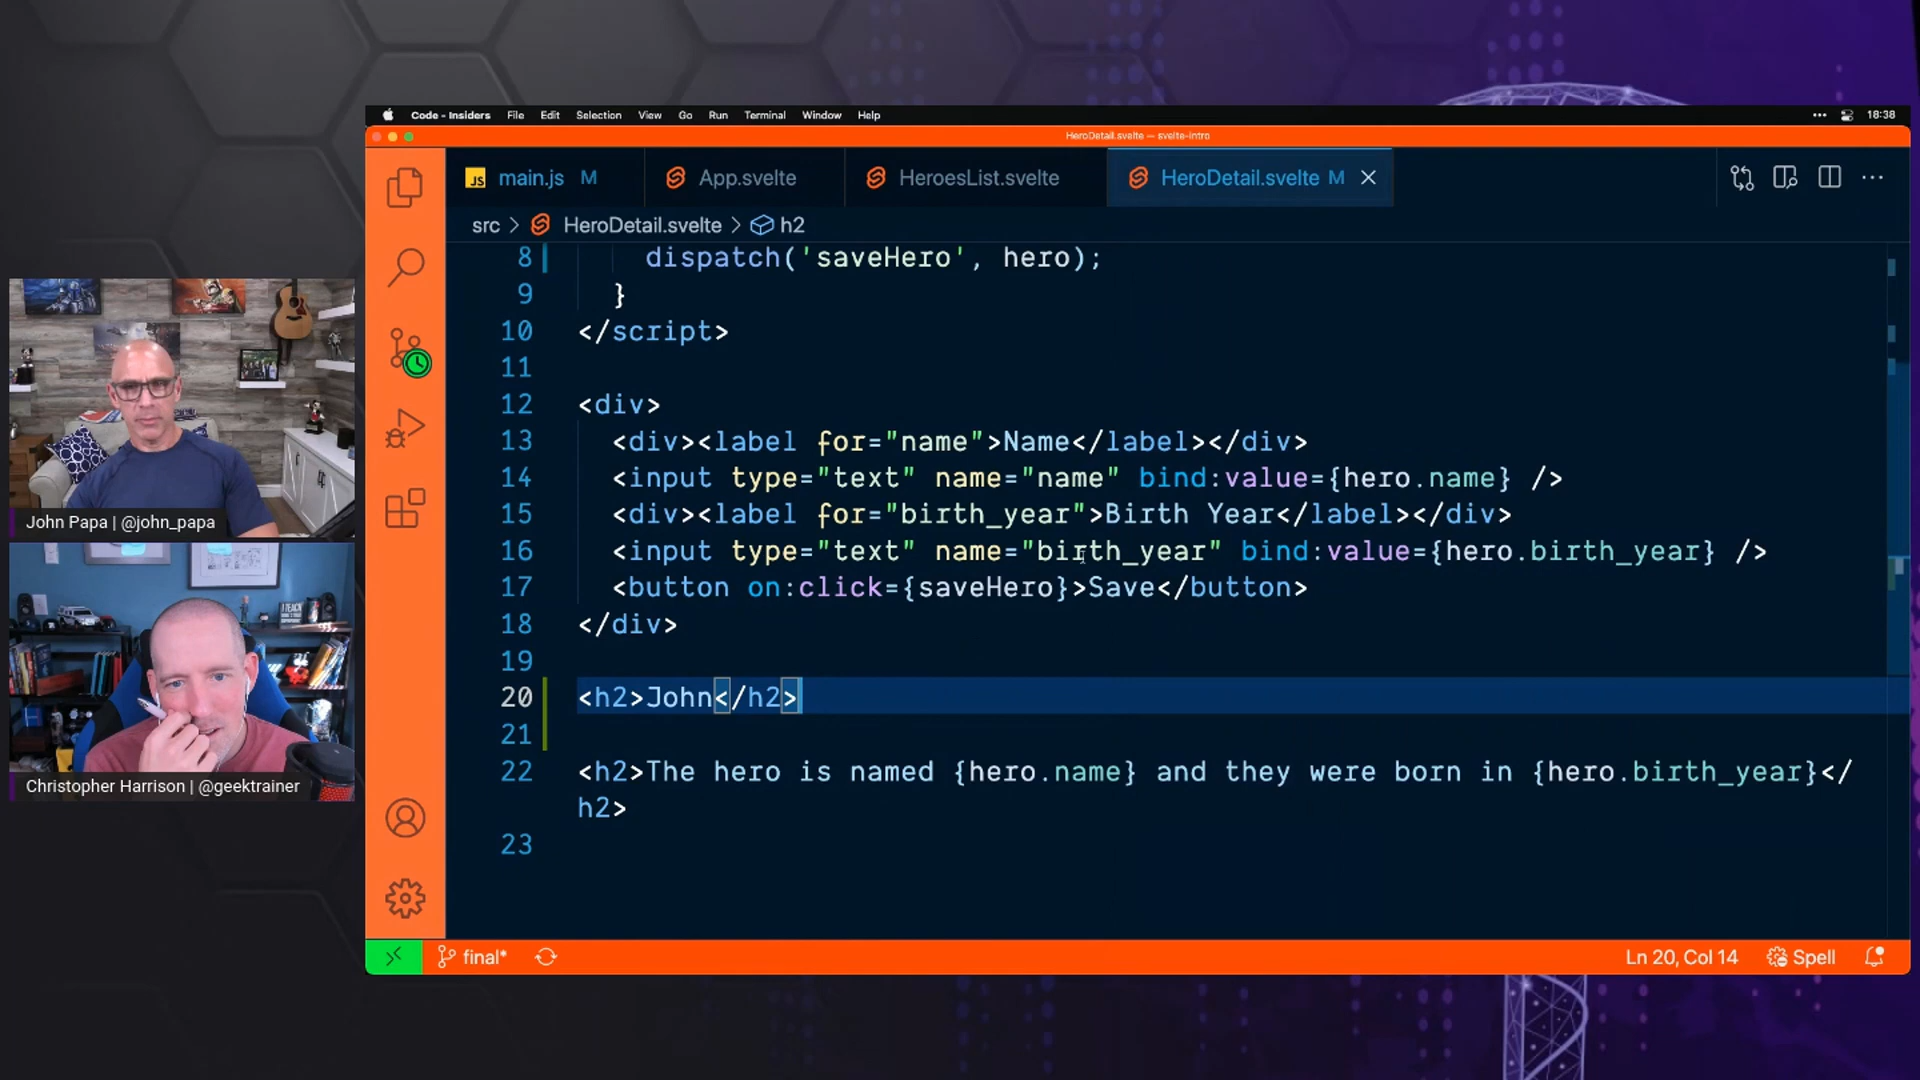 Code - Insiders File Edit Selection View Go Run Terminal Window Help 18:38
HeroDetail.svelte — svelte-intro
JS main.js M App.svelte HeroesList.svelte HeroDetail.svelte M
src > HeroDetail.svelte > h2
8 dispatch('saveHero', hero);
9 }
10 </script>
11
12 <div>
13 <div><label for="name">Name</label></div>
14 <input type="text" name="name" bind:value={hero.name} />
15 <div><label for="birth_year">Birth Year</label></div>
16 <input type="text" name="birth_year" bind:value={hero.birth_year} />
17 <button on:click={saveHero}>Save</button>
18 </div>
19
20 <h2>John</h2>
21
22 <h2>The hero is named {hero.name} and they were born in {hero.birth_year}</
h2>
23
final* Ln 20, Col 14 Spell
John Papa | @john_papa
Christopher Harrison | @geektrainer